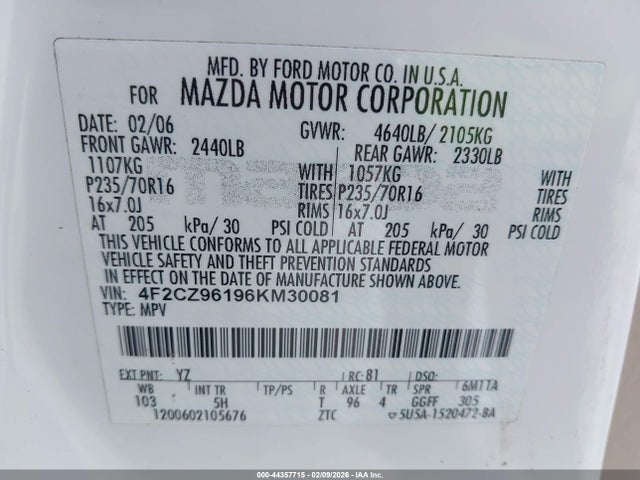 MFD. BY FORD MOTOR CO. IN U.S.A.
FOR MAZDA MOTOR CORPORATION
DATE: 02/06 GVWR: 4640LB/ 2105KG
FRONT GAWR: 2440LB REAR GAWR: 2330LB
1107KG WITH 1057KG WITH
P235/70R16 TIRES P235/70R16 TIRES
16x7.0J RIMS 16x7.0J RIMS
AT 205 kPa/ 30 PSI COLD AT 205 kPa/ 30 PSI COLD
THIS VEHICLE CONFORMS TO ALL APPLICABLE FEDERAL MOTOR
VEHICLE SAFETY AND THEFT PREVENTION STANDARDS
IN EFFECT ON THE DATE OF MANUFACTURE SHOWN ABOVE.
VIN: 4F2CZ96196KM30081
TYPE: MPV
EXT PNT: YZ RC: 81 DSO:
WB INT TR TP/PS R AXLE TR SPR 6M11A
103 5H T 96 4 GGFF 305
1200602105676 ZTC 5U5A-1520472-BA
000-44357715 - 02/09/2026 - IAABUYER.COM